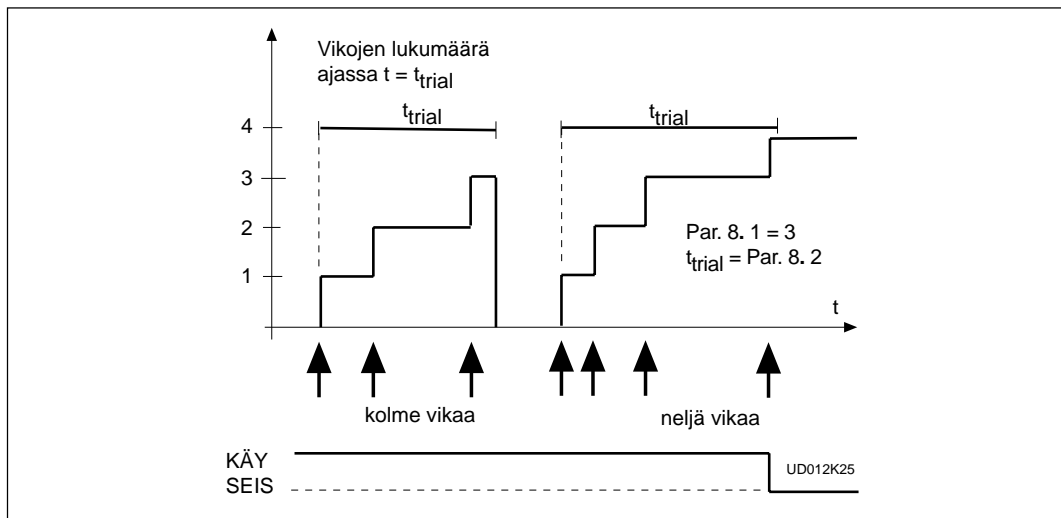 Vikojen lukumäärä
ajassa t = ttrial
ttrial
ttrial
4
3
2
1
Par. 8. 1 = 3
ttrial = Par. 8. 2
t
kolme vikaa
neljä vikaa
KÄY
SEIS
UD012K25